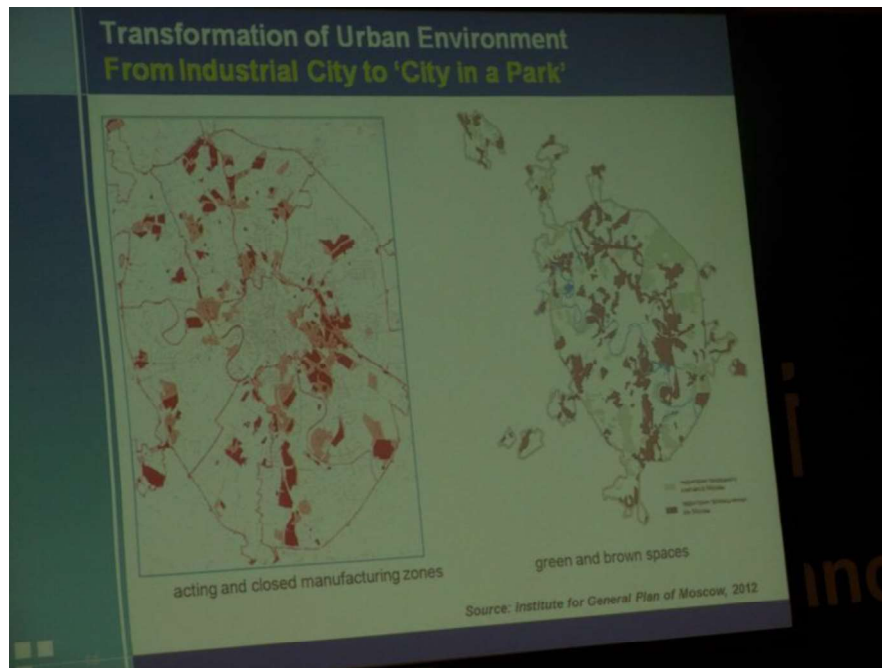 Transformation of Urban Environment
From Industrial City to 'City in a Park'
acting and closed manufacturing zones
green and brown spaces
Source: Institute for General Plan of Moscow, 2012